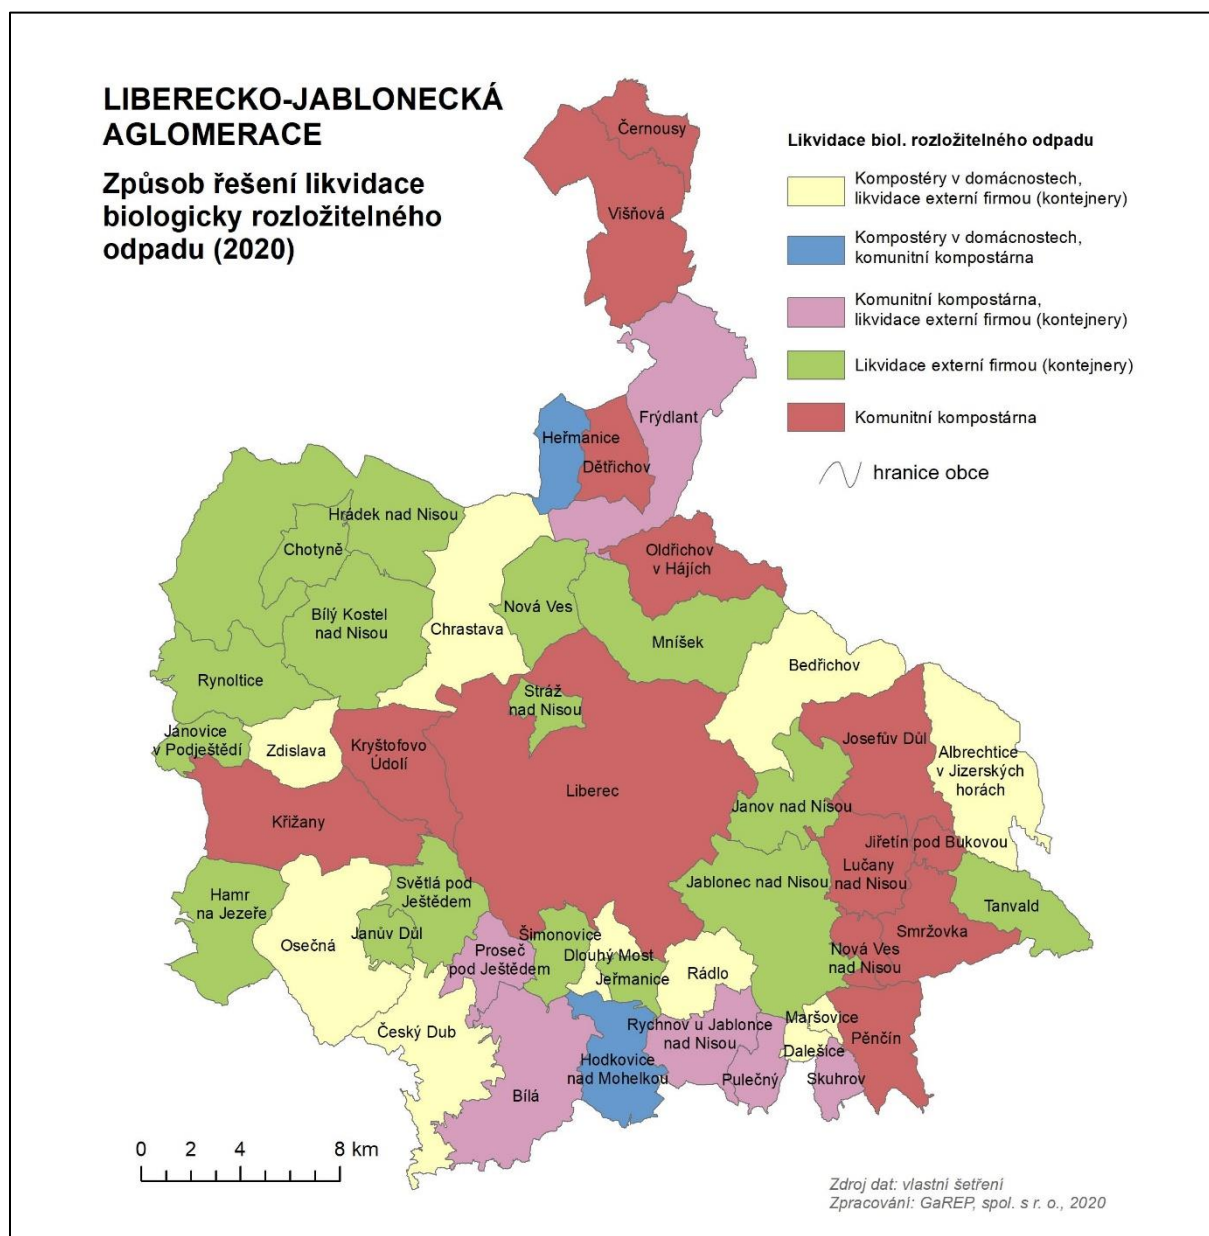 LIBERECKO-JABLONECKÁ
AGLOMERACE
Způsob řešení likvidace
biologicky rozložitelného
odpadu (2020)
Likvidace biol. rozložitelného odpadu
Kompostéry v domácnostech,
likvidace externí firmou (kontejnery)
Kompostéry v domácnostech,
komunitní kompostárna
Komunitní kompostárna,
likvidace externí firmou (kontejnery)
Likvidace externí firmou (kontejnery)
Komunitní kompostárna
hranice obce
Černousy
Višňová
Frýdlant
Heřmanice
Dětřichov
Hrádek nad Nisou
Chotyně
Oldřichov
v Hájích
Nová Ves
Bílý Kostel
nad Nisou
Chrastava
Mníšek
Bedřichov
Rynoltice
Stráž
nad Nisou
Janovice
v Podještědí
Zdislava
Kryštofovo
Údolí
Josefův Důl
Albrechtice
v Jizerských
horách
Liberec
Janov nad Nisou
Křižany
Jiřetín pod Bukovou
Lučany
nad Nisou
Hamr
na Jezeře
Světlá pod
Ještědem
Jablonec nad Nisou
Tanvald
Osečná
Janův Důl
Šimonovice
Smržovka
Proseč
pod Ještědem
Dlouhý Most
Jeřmanice
Rádlo
Nová Ves
nad Nisou
Maršovice
Český Dub
Rychnov u Jablonce
nad Nisou
Pěnčín
Dalešice
Hodkovice
nad Mohelkou
Pulečný
Skuhrov
Bílá
0 2 4 8 km
Zdroj dat: vlastní šetření
Zpracování: GaREP, spol. s r. o., 2020